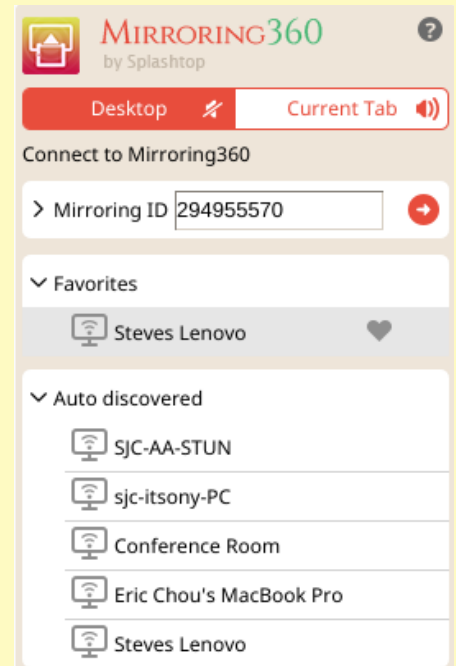 MIRRORING360
by Splashtop
?
Desktop Current Tab
Connect to Mirroring360
Mirroring ID 294955570
Favorites
Steves Lenovo
Auto discovered
SJC-AA-STUN
sjc-itsony-PC
Conference Room
Eric Chou's MacBook Pro
Steves Lenovo